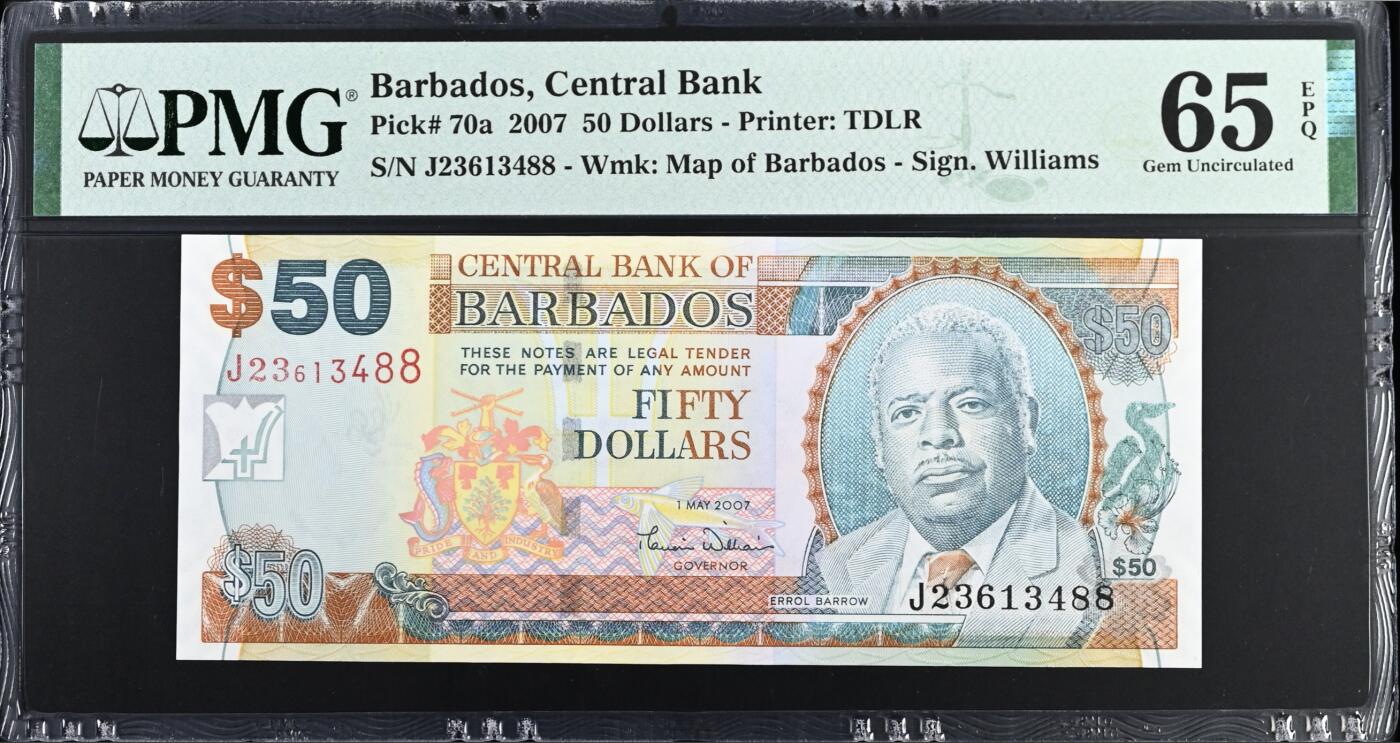 PMG®
PAPER MONEY GUARANTY
Barbados, Central Bank
Pick# 70a 2007 50 Dollars - Printer: TDLR
S/N J23613488 - Wmk: Map of Barbados - Sign. Williams
65
EPQ
Gem Uncirculated
$50
CENTRAL BANK OF
BARBADOS
J23613488
THESE NOTES ARE LEGAL TENDER
FOR THE PAYMENT OF ANY AMOUNT
FIFTY
DOLLARS
$50
1 MAY 2007
GOVERNOR
PRIDE AND INDUSTRY
$50
$50
ERROL BARROW
J23613488